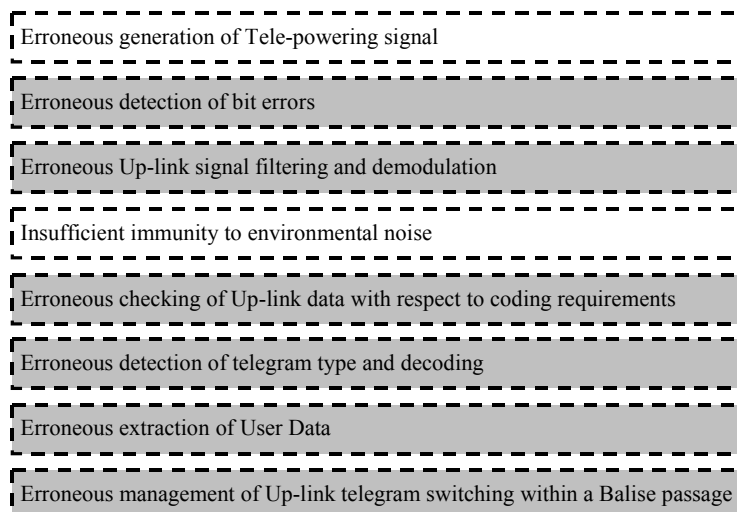 Erroneous generation of Tele-powering signal
Erroneous detection of bit errors
Erroneous Up-link signal filtering and demodulation
Insufficient immunity to environmental noise
Erroneous checking of Up-link data with respect to coding requirements
Erroneous detection of telegram type and decoding
Erroneous extraction of User Data
Erroneous management of Up-link telegram switching within a Balise passage